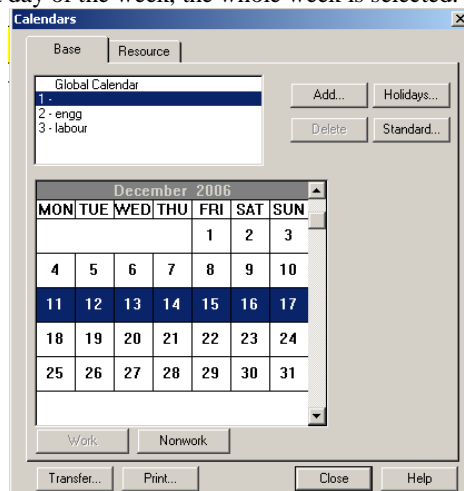 day of the week, the whole week is selected.
Calendars
Base Resource
Global Calendar
1 -
2 - engg
3 - labour
Add... Holidays...
Delete Standard...
December 2006
MON TUE WED THU FRI SAT SUN
1 2 3
4 5 6 7 8 9 10
11 12 13 14 15 16 17
18 19 20 21 22 23 24
25 26 27 28 29 30 31
Work Nonwork
Transfer... Print... Close Help